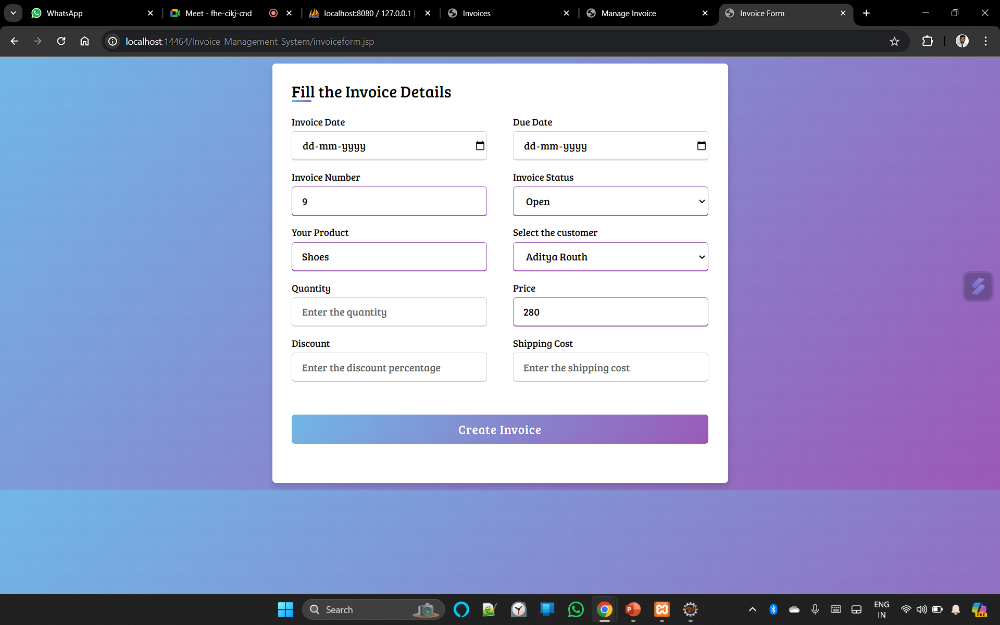 WhatsApp
Meet - fhe-cikj-cnd
localhost:8080 / 127.0.0.1
Invoices
Manage Invoice
Invoice Form
localhost:14464/Invoice-Management-System/invoiceform.jsp
Fill the Invoice Details
Invoice Date
Due Date
dd-mm-yyyy
dd-mm-yyyy
Invoice Number
Invoice Status
9
Open
Your Product
Select the customer
Shoes
Aditya Routh
Quantity
Price
Enter the quantity
280
Discount
Shipping Cost
Enter the discount percentage
Enter the shipping cost
Create Invoice
Search
ENG
IN
PRE